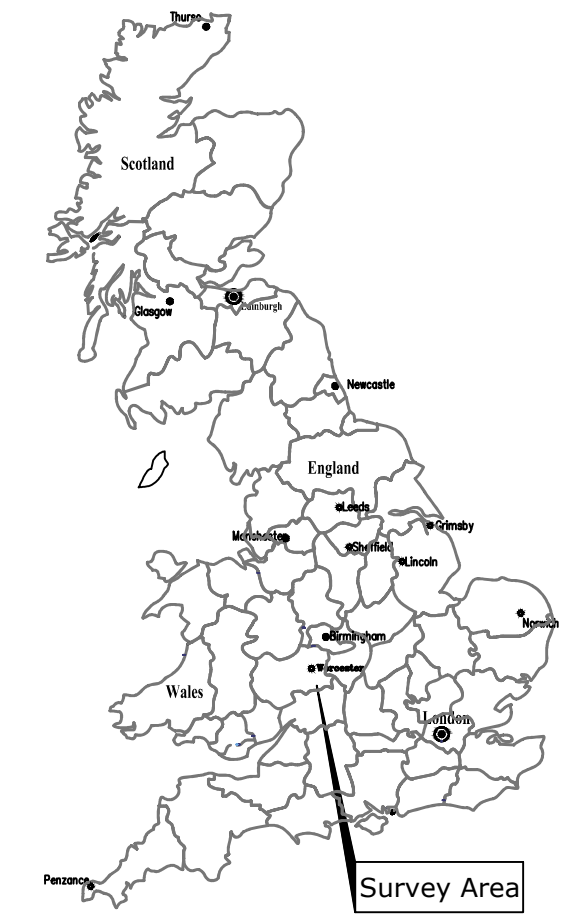 Thurso
Scotland
Edinburgh
Glasgow
Newcastle
England
Leeds
Grimsby
Manchester
Sheffield
Lincoln
Norwich
Birmingham
Worcester
Wales
London
Survey Area
Penzance